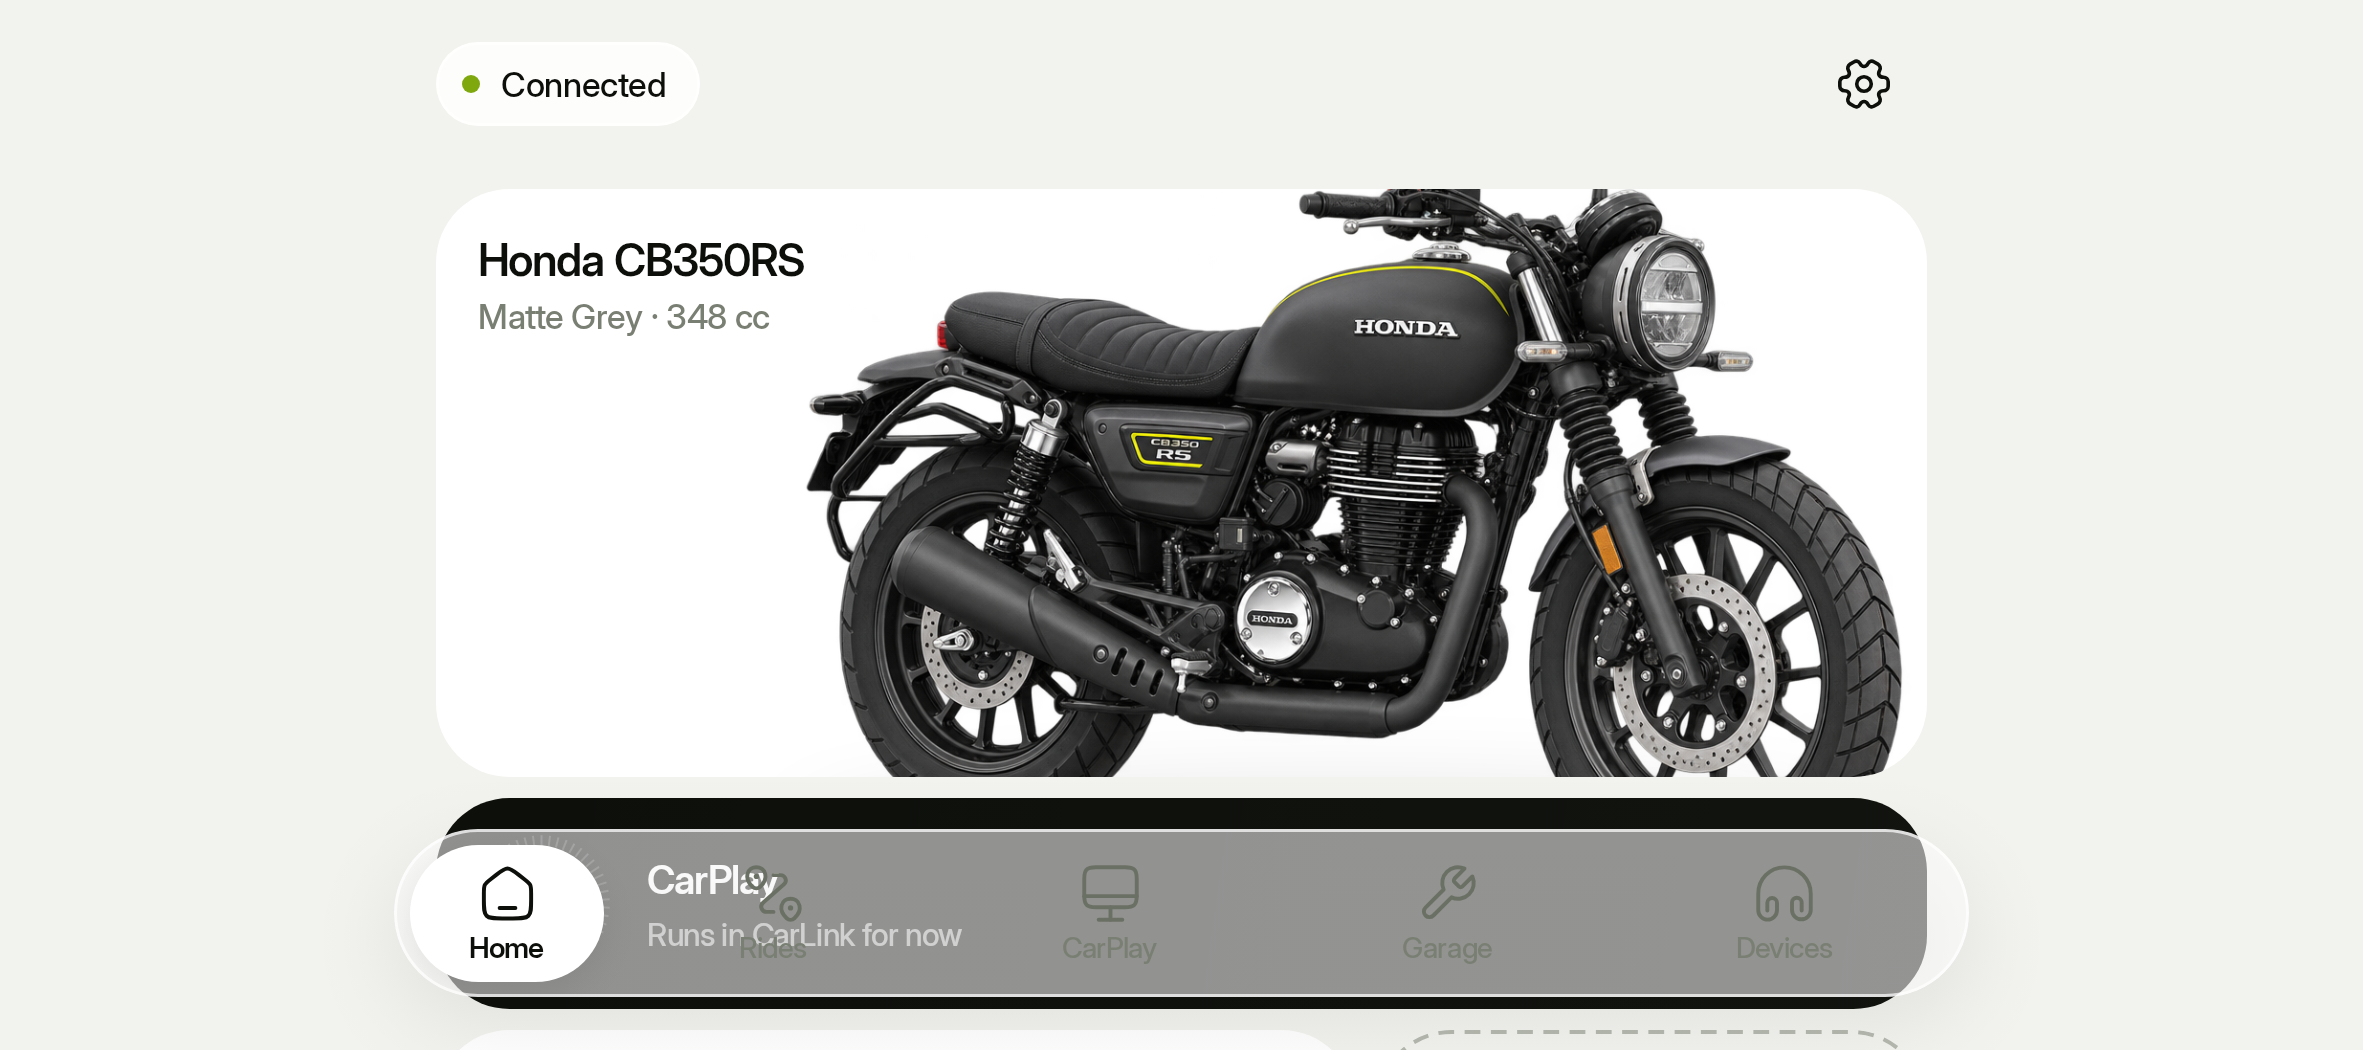 Connected
Honda CB350RS
Matte Grey · 348 cc
HONDA
CB350
RS
HONDA
CarPlay
Runs in CarLink for now
Home
Rides
CarPlay
Garage
Devices